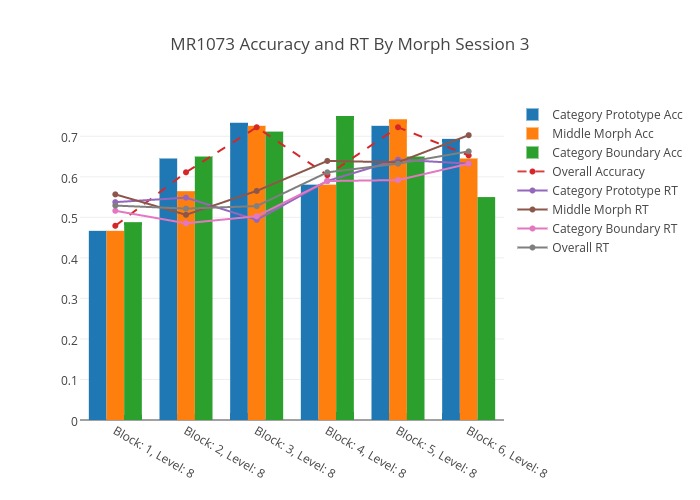 MR1073 Accuracy and RT By Morph Session 3
Category Prototype Acc
Middle Morph Acc
Category Boundary Acc
Overall Accuracy
Category Prototype RT
Middle Morph RT
Category Boundary RT
Overall RT
0.7
0.6
0.5
0.4
0.3
0.2
0.1
0
Block: 1, Level: 8
Block: 2, Level: 8
Block: 3, Level: 8
Block: 4, Level: 8
Block: 5, Level: 8
Block: 6, Level: 8